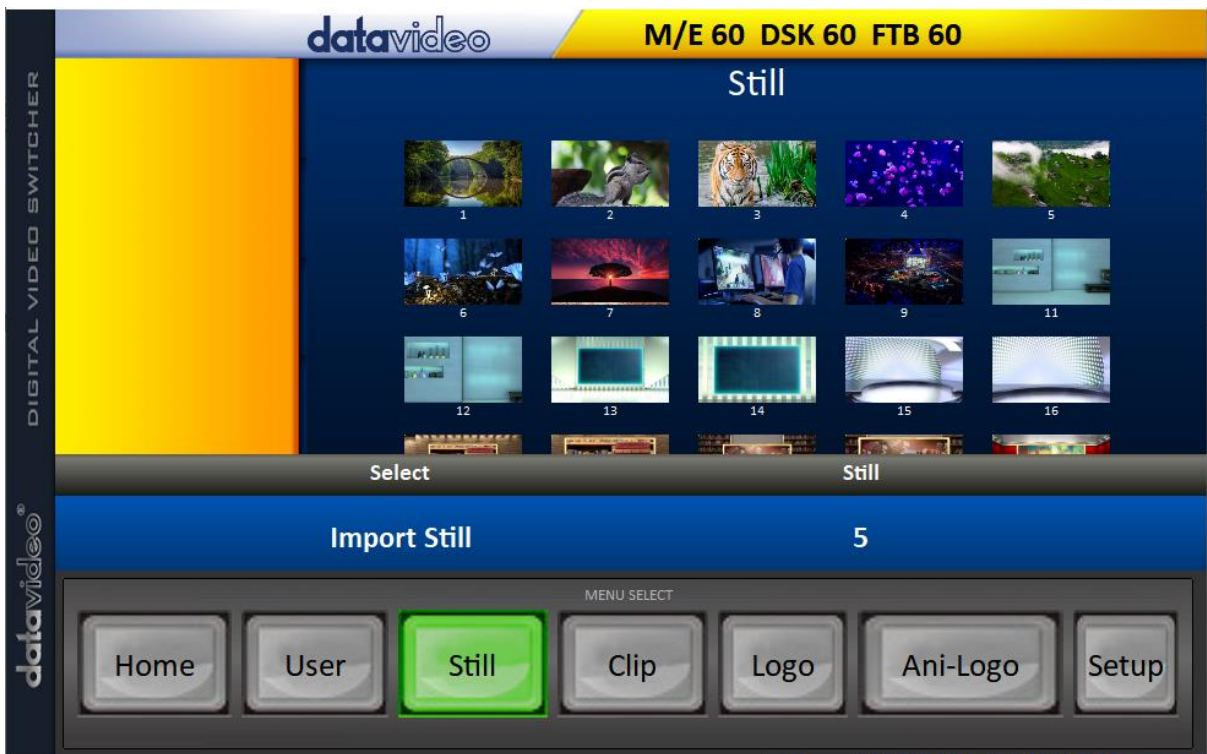 datavideo
M/E 60 DSK 60 FTB 60
DIGITAL VIDEO SWITCHER
datavideo®
Still
1 2 3 4 5
6 7 8 9 11
12 13 14 15 16
Select Still
Import Still 5
MENU SELECT
Home User Still Clip Logo Ani-Logo Setup